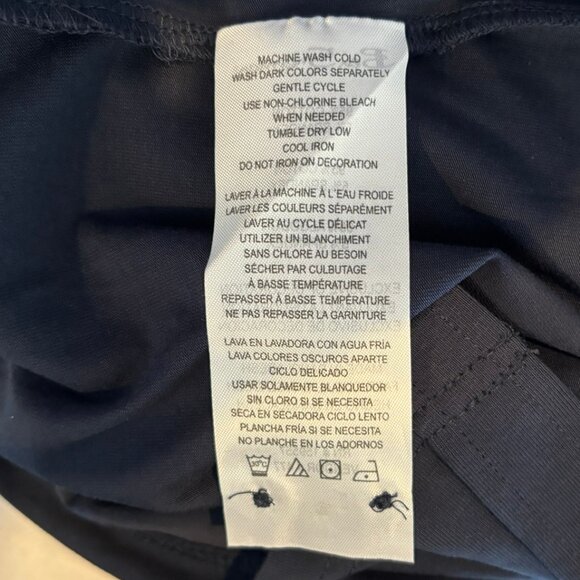 MACHINE WASH COLD
WASH DARK COLORS SEPARATELY
GENTLE CYCLE
USE NON-CHLORINE BLEACH
WHEN NEEDED
TUMBLE DRY LOW
COOL IRON
DO NOT IRON ON DECORATION
LAVER À LA MACHINE À L'EAU FROIDE
LAVER LES COULEURS SÉPARÉMENT
LAVER AU CYCLE DÉLICAT
UTILIZER UN BLANCHIMENT
SANS CHLORE AU BESOIN
SÉCHER PAR CULBUTAGE
À BASSE TEMPÉRATURE
REPASSER À BASSE TEMPÉRATURE
NE PAS REPASSER LA GARNITURE
LAVA EN LAVADORA CON AGUA FRÍA
LAVA COLORES OSCUROS APARTE
CICLO DELICADO
USAR SOLAMENTE BLANQUEDOR
SIN CLORO SI SE NECESITA
SECA EN SECADORA CICLO LENTO
PLANCHA FRÍA SI SE NECESITA
NO PLANCHE EN LOS ADORNOS